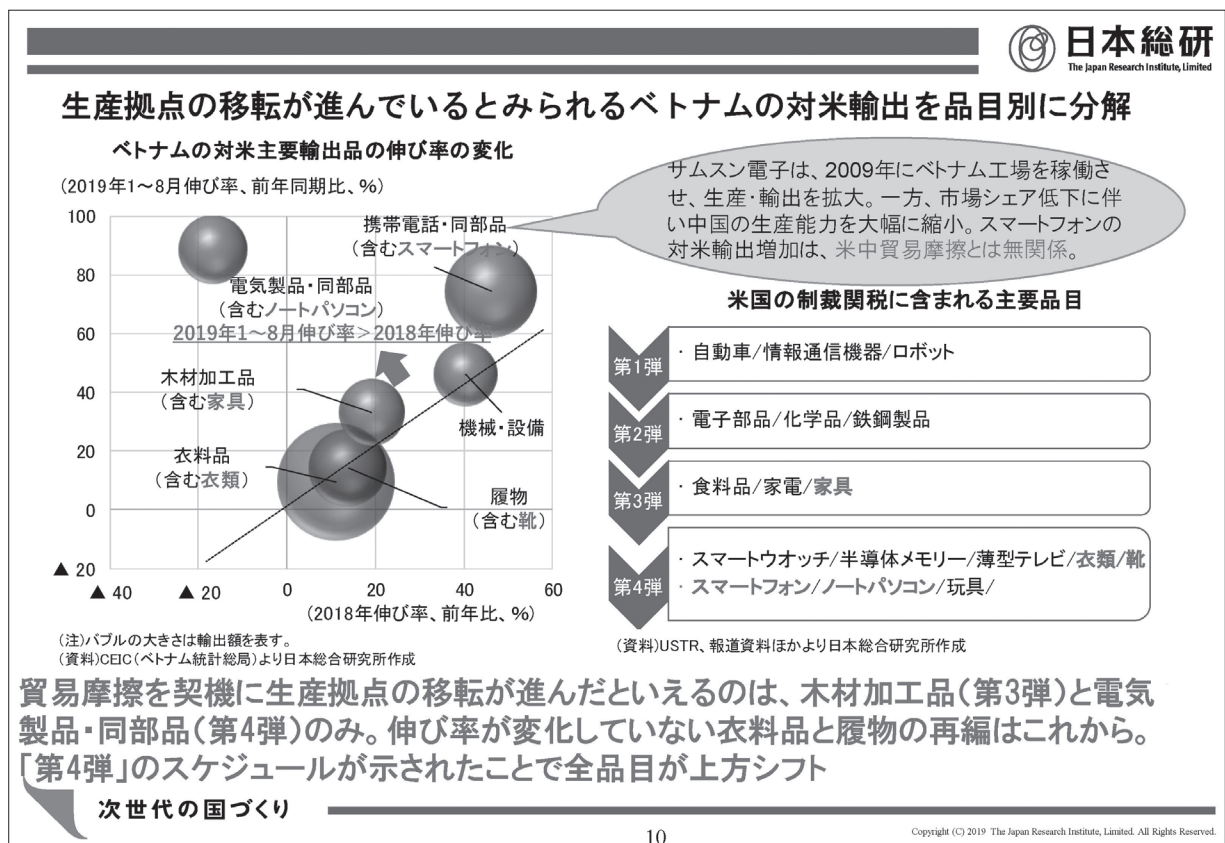 日本総研
The Japan Research Institute, Limited
生産拠点の移転が進んでいるとみられるベトナムの対米輸出を品目別に分解
ベトナムの対米主要輸出品の伸び率の変化
(2019年1～8月伸び率、前年同期比、%)
100
80
60
40
20
0
▲ 20
▲ 40
▲ 20
0
20
40
60
(2018年伸び率、前年比、%)
携帯電話・同部品
(含むスマートフォン)
電気製品・同部品
(含むノートパソコン)
2019年1～8月伸び率＞2018年伸び率
木材加工品
(含む家具)
機械・設備
衣料品
(含む衣類)
履物
(含む靴)
(注)バブルの大きさは輸出額を表す。
(資料)CEIC(ベトナム統計総局)より日本総合研究所作成
サムスン電子は、2009年にベトナム工場を稼働さ
せ、生産・輸出を拡大。一方、市場シェア低下に伴
い中国の生産能力を大幅に縮小。スマートフォンの
対米輸出増加は、米中貿易摩擦とは無関係。
米国の制裁関税に含まれる主要品目
第1弾
・自動車/情報通信機器/ロボット
第2弾
・電子部品/化学品/鉄鋼製品
第3弾
・食料品/家電/家具
第4弾
・スマートウオッチ/半導体メモリー/薄型テレビ/衣類/靴
・スマートフォン/ノートパソコン/玩具/
(資料)USTR、報道資料ほかより日本総合研究所作成
貿易摩擦を契機に生産拠点の移転が進んだといえるのは、木材加工品(第3弾)と電気
製品・同部品(第4弾)のみ。伸び率が変化していない衣料品と履物の再編はこれから。
「第4弾」のスケジュールが示されたことで全品目が上方シフト
次世代の国づくり
10
Copyright (C) 2019 The Japan Research Institute, Limited. All Rights Reserved.